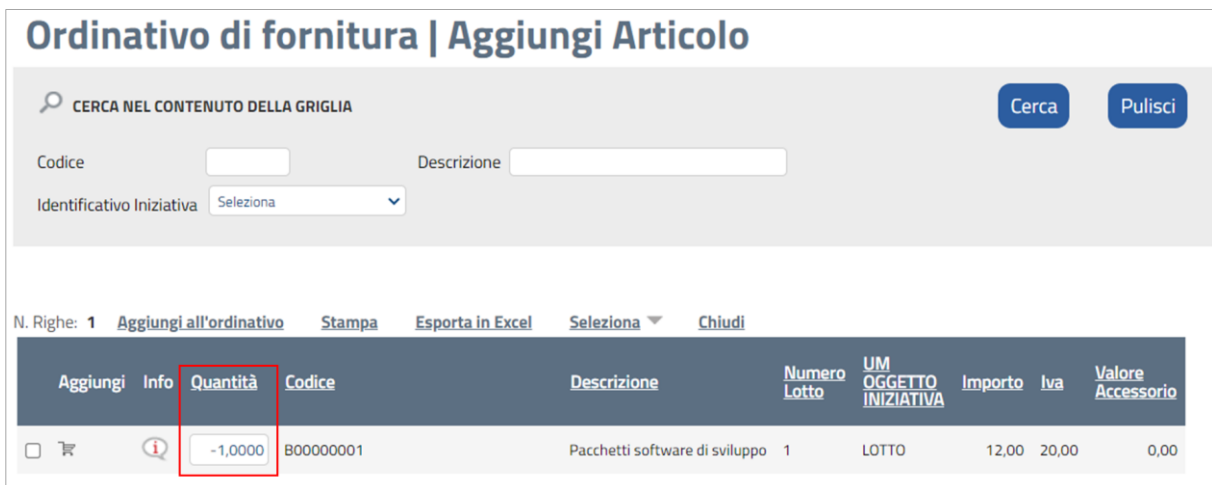 Ordinativo di fornitura | Aggiungi Articolo
CERCA NEL CONTENUTO DELLA GRIGLIA
Cerca
Pulisci
Codice
Descrizione
Identificativo Iniziativa
Seleziona
N. Righe: 1 Aggiungi all'ordinativo Stampa Esporta in Excel Seleziona Chiudi
Aggiungi Info Quantità Codice Descrizione Numero Lotto UM OGGETTO INIZIATIVA Importo Iva Valore Accessorio
-1,0000 B00000001 Pacchetti software di sviluppo 1 LOTTO 12,00 20,00 0,00